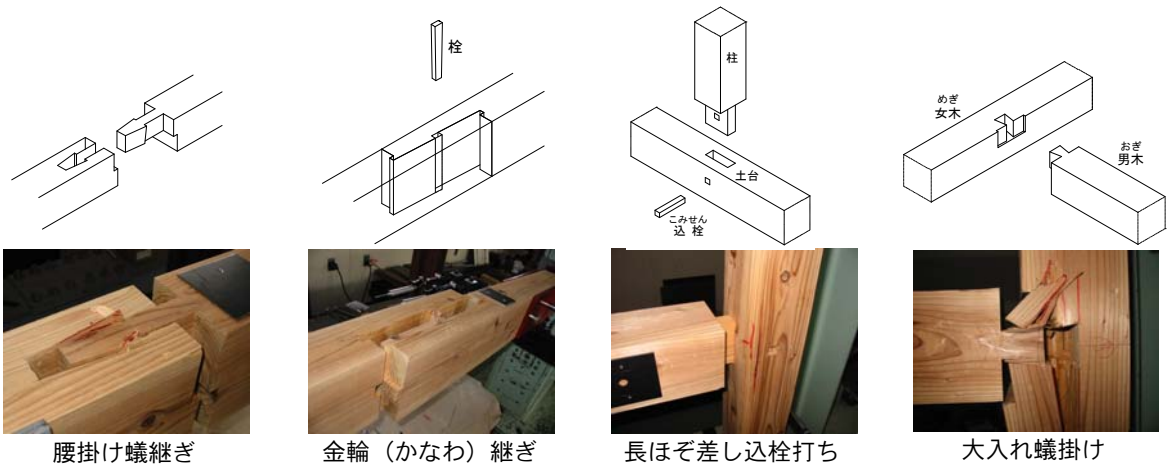 栓
柱
土台
こみせん
込栓
めぎ
女木
おぎ
男木
腰掛け蟻継ぎ
金輪（かなわ）継ぎ
長ほぞ差し込栓打ち
大入れ蟻掛け